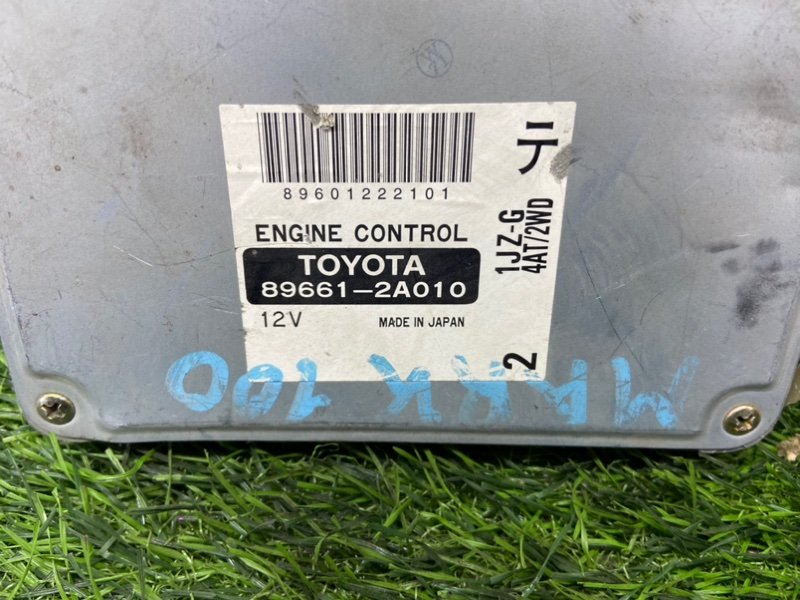 89601222101
ENGINE CONTROL
TOYOTA
89661-2A010
12V MADE IN JAPAN
テ
1JZ-G
4AT/2WD
2
MARK 100